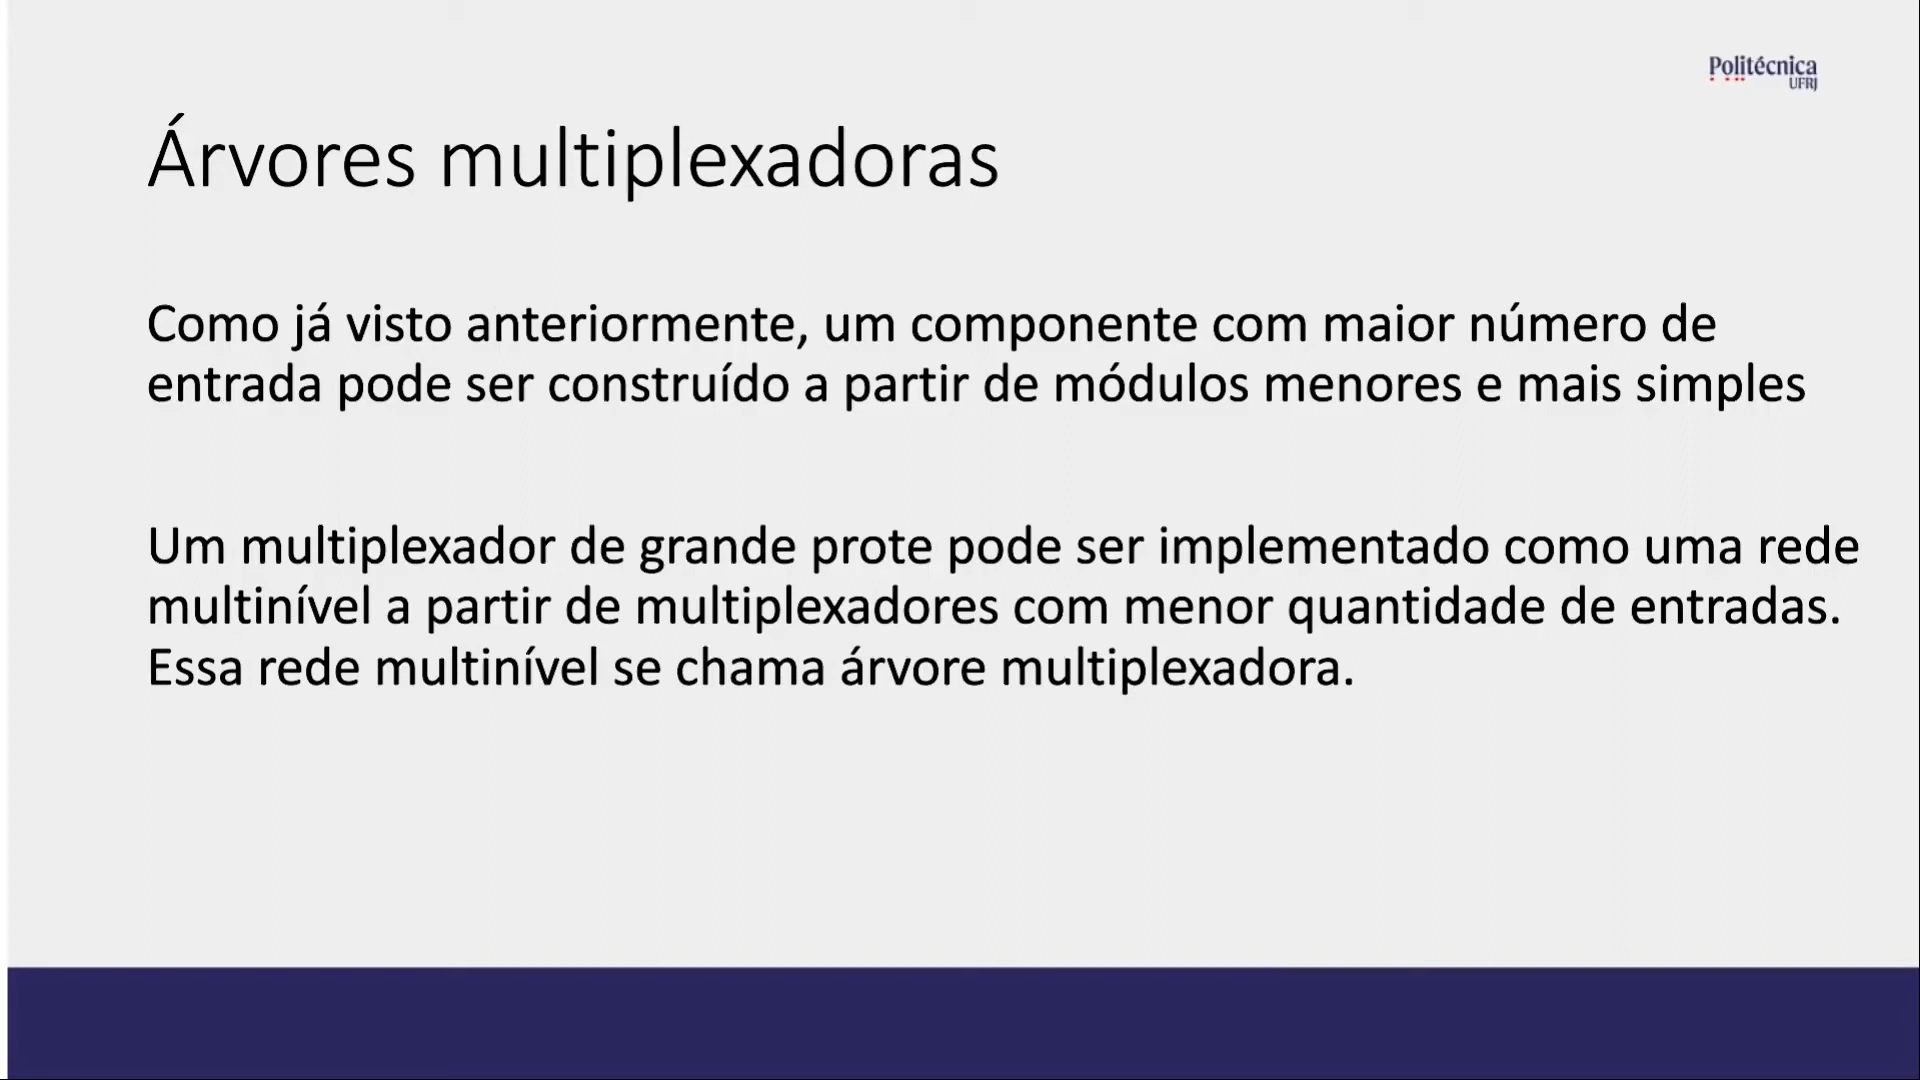 Politécnica
UFRJ
Árvores multiplexadoras
Como já visto anteriormente, um componente com maior número de
entrada pode ser construído a partir de módulos menores e mais simples
Um multiplexador de grande prote pode ser implementado como uma rede
multinível a partir de multiplexadores com menor quantidade de entradas.
Essa rede multinível se chama árvore multiplexadora.